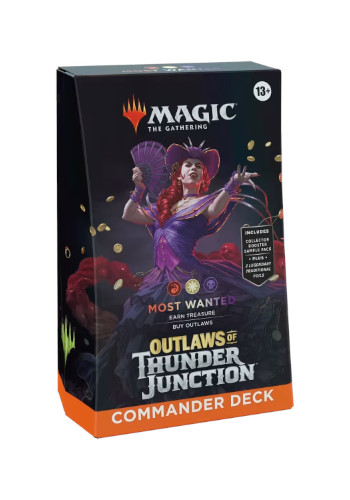 13+
MAGIC
THE GATHERING
INCLUDES
COLLECTOR
BOOSTER
SAMPLE PACK
PLUS
2 LEGENDARY
TRADITIONAL
FOILS
MOST WANTED
EARN TREASURE
BUY OUTLAWS
OUTLAWS OF
THUNDER
JUNCTION
COMMANDER DECK